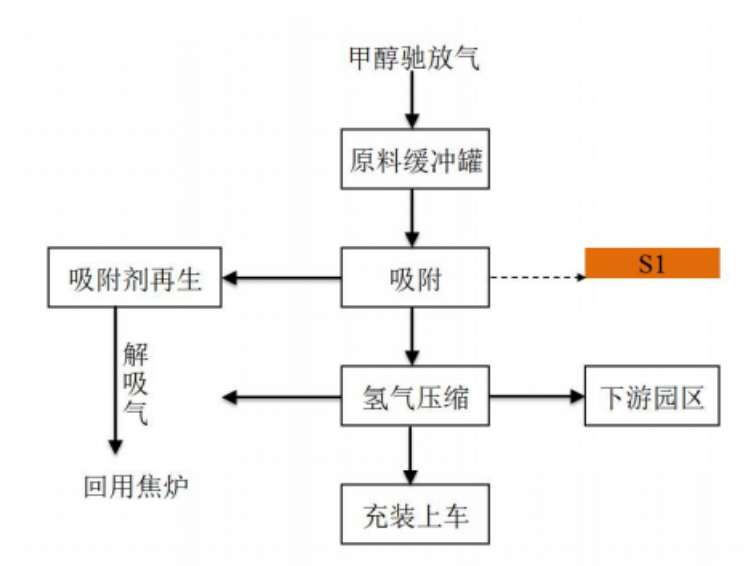 甲醇驰放气
原料缓冲罐
吸附剂再生
吸附
S1
解吸气
氢气压缩
下游园区
回用焦炉
充装上车